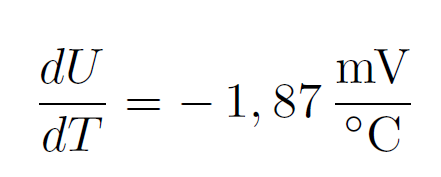 dU/dT = − 1, 87 mV/°C